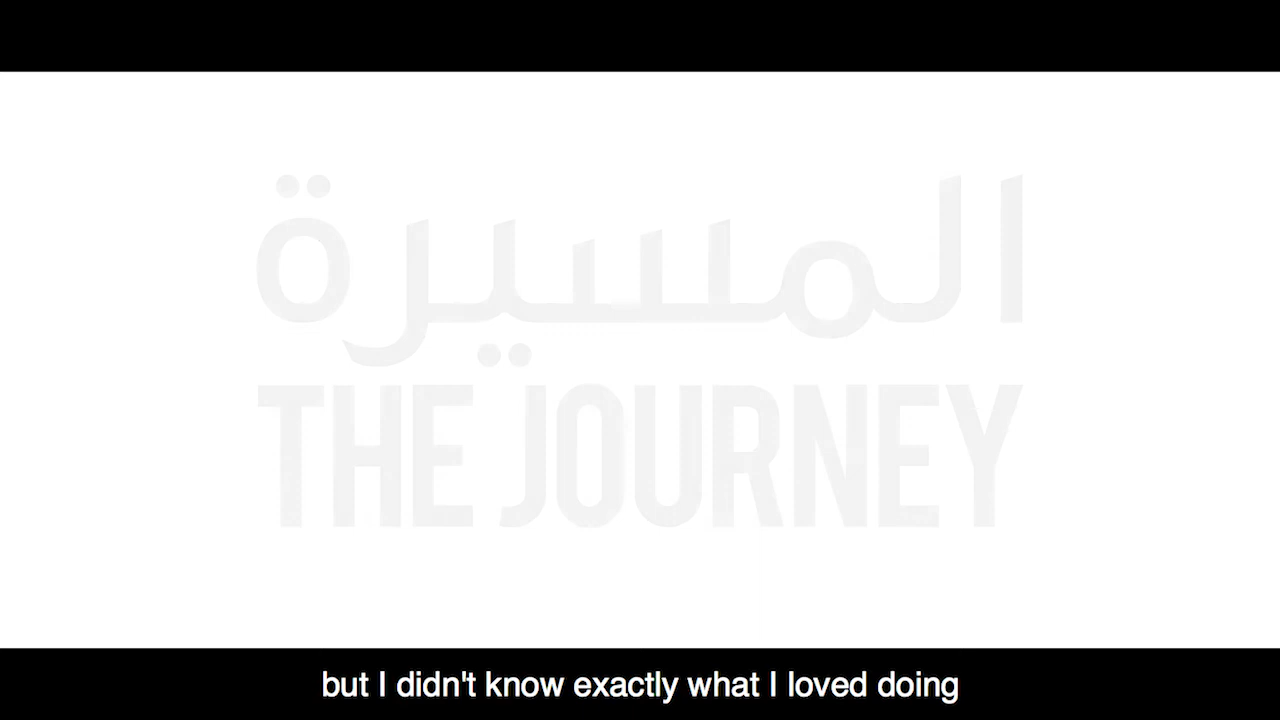 المسيرة
THE JOURNEY
but I didn't know exactly what I loved doing